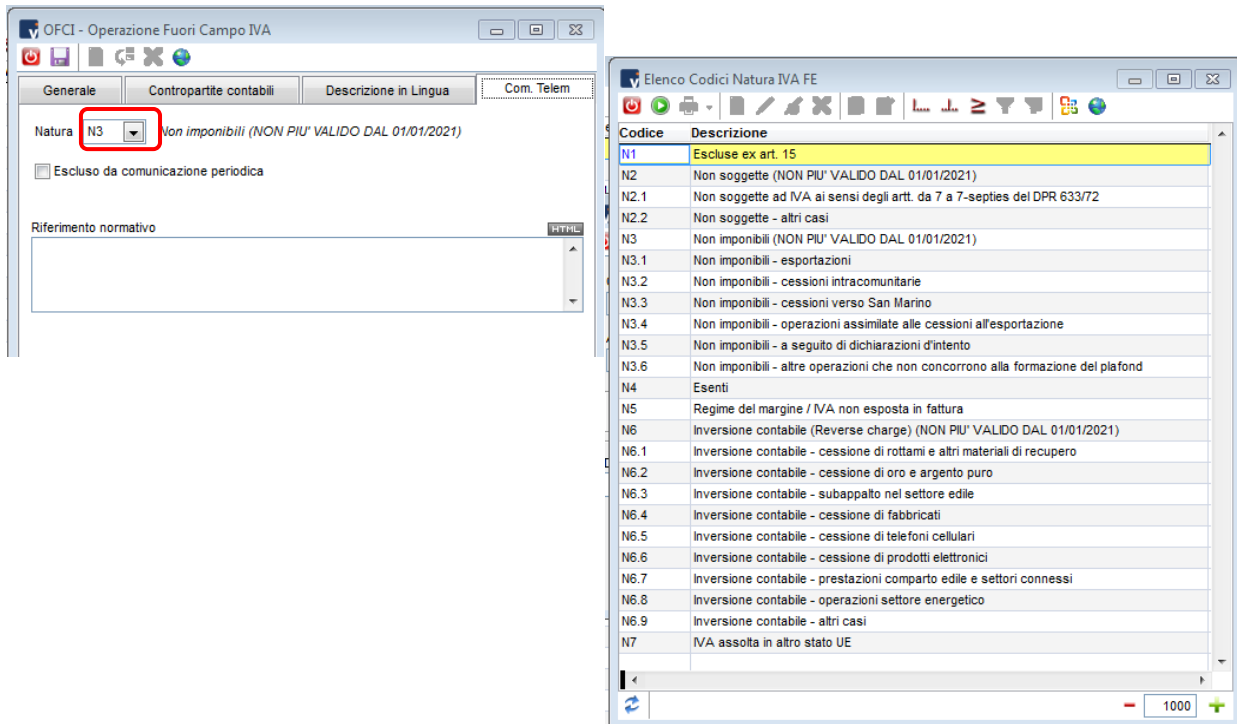 OFCI - Operazione Fuori Campo IVA
Generale
Contropartite contabili
Descrizione in Lingua
Com. Telem
Natura N3 Non imponibili (NON PIU' VALIDO DAL 01/01/2021)
Escluso da comunicazione periodica
Riferimento normativo HTML
Elenco Codici Natura IVA FE
Codice Descrizione
N1 Escluse ex art. 15
N2 Non soggette (NON PIU' VALIDO DAL 01/01/2021)
N2.1 Non soggette ad IVA ai sensi degli artt. da 7 a 7-septies del DPR 633/72
N2.2 Non soggette - altri casi
N3 Non imponibili (NON PIU' VALIDO DAL 01/01/2021)
N3.1 Non imponibili - esportazioni
N3.2 Non imponibili - cessioni intracomunitarie
N3.3 Non imponibili - cessioni verso San Marino
N3.4 Non imponibili - operazioni assimilate alle cessioni all'esportazione
N3.5 Non imponibili - a seguito di dichiarazioni d'intento
N3.6 Non imponibili - altre operazioni che non concorrono alla formazione del plafond
N4 Esenti
N5 Regime del margine / IVA non esposta in fattura
N6 Inversione contabile (Reverse charge) (NON PIU' VALIDO DAL 01/01/2021)
N6.1 Inversione contabile - cessione di rottami e altri materiali di recupero
N6.2 Inversione contabile - cessione di oro e argento puro
N6.3 Inversione contabile - subappalto nel settore edile
N6.4 Inversione contabile - cessione di fabbricati
N6.5 Inversione contabile - cessione di telefoni cellulari
N6.6 Inversione contabile - cessione di prodotti elettronici
N6.7 Inversione contabile - prestazioni comparto edile e settori connessi
N6.8 Inversione contabile - operazioni settore energetico
N6.9 Inversione contabile - altri casi
N7 IVA assolta in altro stato UE
1000